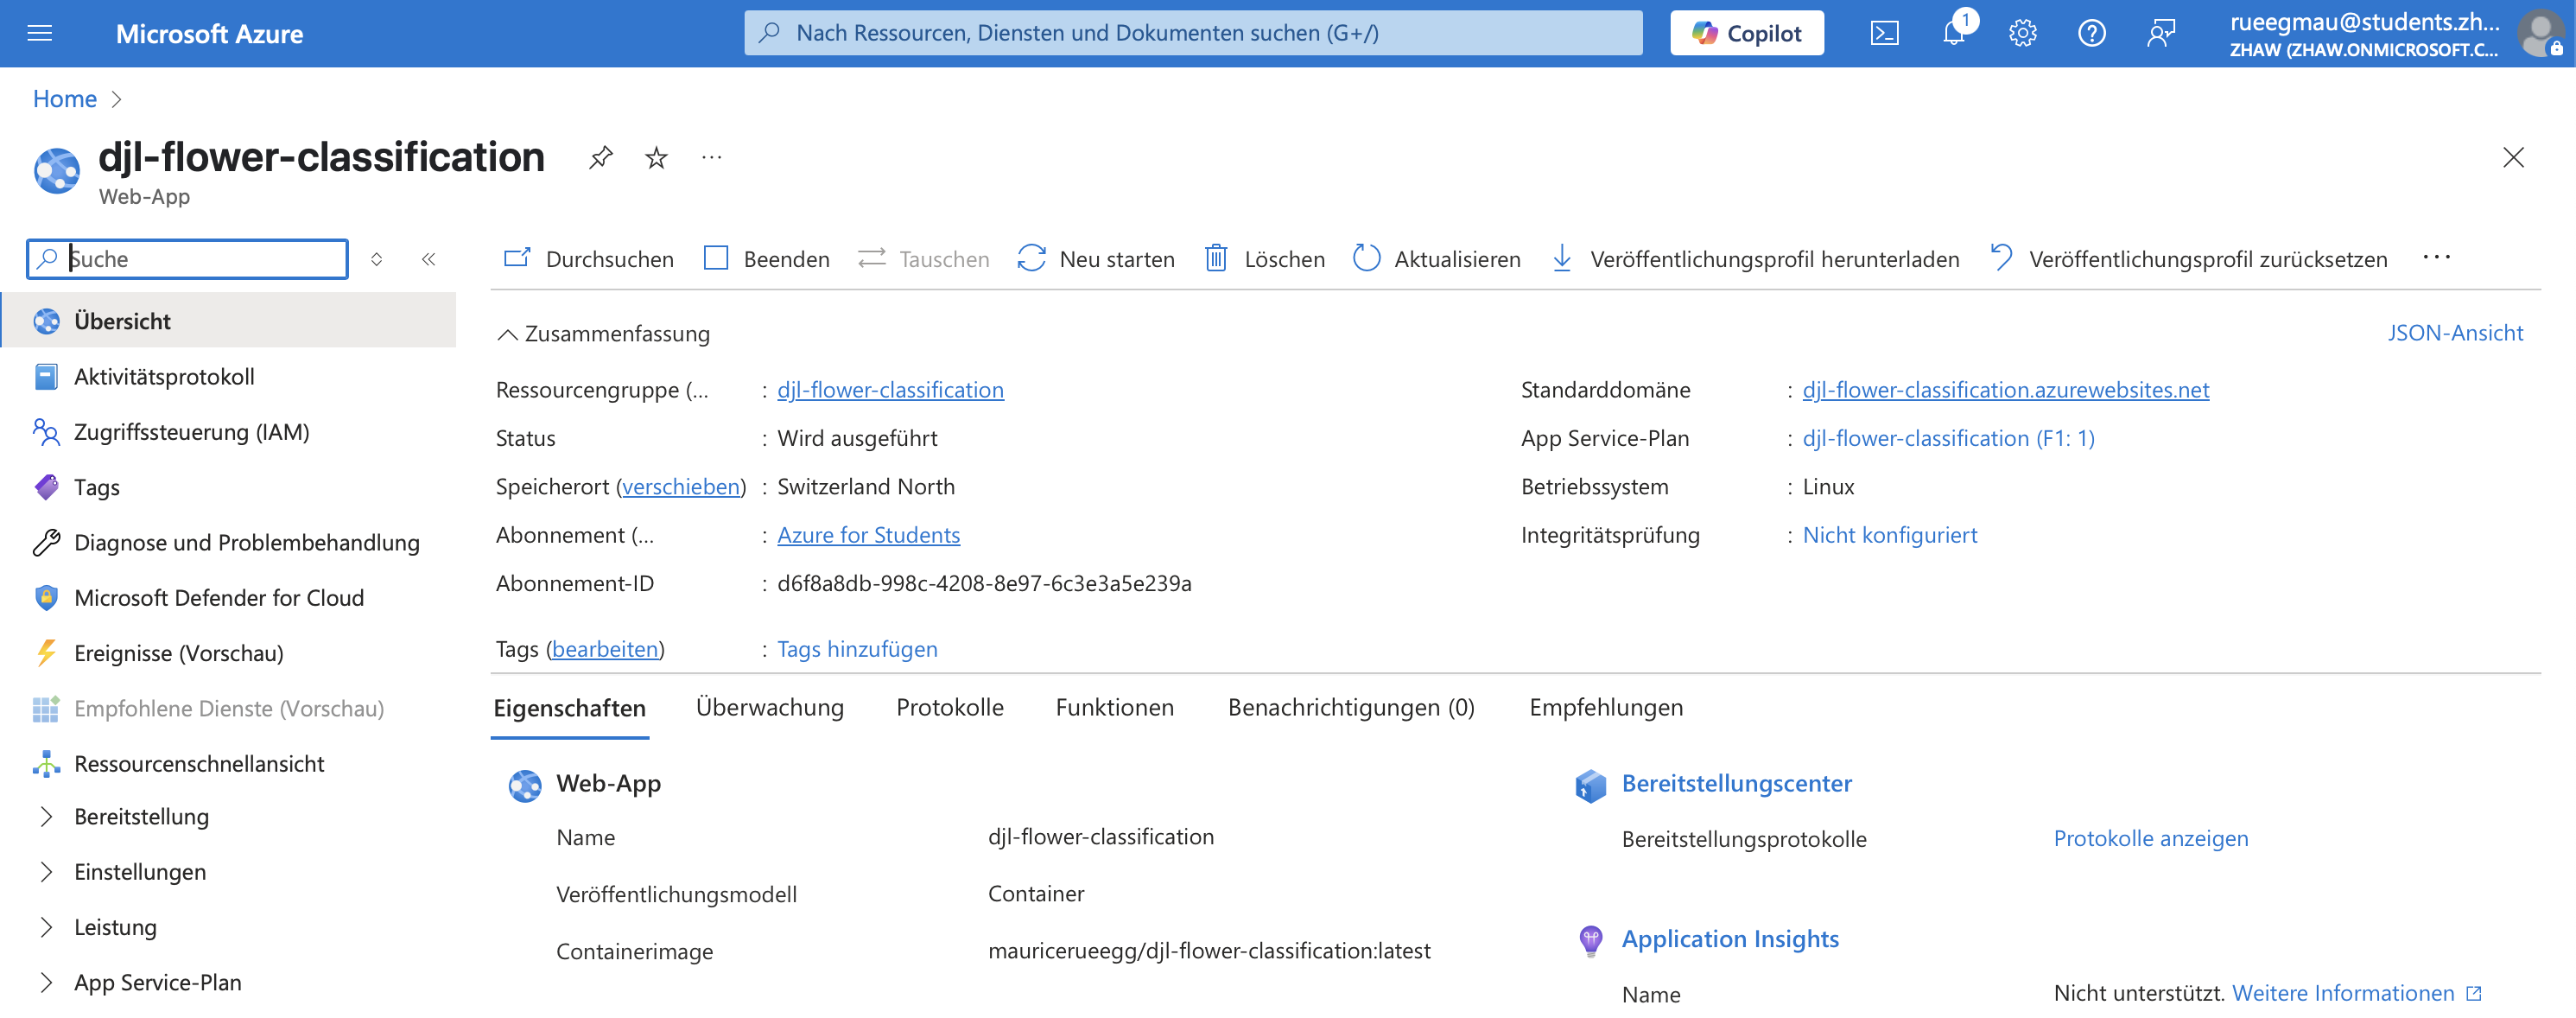 Microsoft Azure
Nach Ressourcen, Diensten und Dokumenten suchen (G+/)
Copilot
1
rueegmau@students.zh...
ZHAW (ZHAW.ONMICROSOFT.C...
Home
djl-flower-classification
Web-App
Suche
Durchsuchen
Beenden
Tauschen
Neu starten
Löschen
Aktualisieren
Veröffentlichungsprofil herunterladen
Veröffentlichungsprofil zurücksetzen
Übersicht
Aktivitätsprotokoll
Zugriffssteuerung (IAM)
Tags
Diagnose und Problembehandlung
Microsoft Defender for Cloud
Ereignisse (Vorschau)
Empfohlene Dienste (Vorschau)
Ressourcenschnellansicht
Bereitstellung
Einstellungen
Leistung
App Service-Plan
Zusammenfassung
JSON-Ansicht
Ressourcengruppe (... : djl-flower-classification
Status : Wird ausgeführt
Speicherort (verschieben) : Switzerland North
Abonnement (... : Azure for Students
Abonnement-ID : d6f8a8db-998c-4208-8e97-6c3e3a5e239a
Standarddomäne : djl-flower-classification.azurewebsites.net
App Service-Plan : djl-flower-classification (F1: 1)
Betriebssystem : Linux
Integritätsprüfung : Nicht konfiguriert
Tags (bearbeiten) : Tags hinzufügen
Eigenschaften
Überwachung
Protokolle
Funktionen
Benachrichtigungen (0)
Empfehlungen
Web-App
Name djl-flower-classification
Veröffentlichungsmodell Container
Containerimage mauricerueegg/djl-flower-classification:latest
Bereitstellungscenter
Bereitstellungsprotokolle Protokolle anzeigen
Application Insights
Name Nicht unterstützt. Weitere Informationen